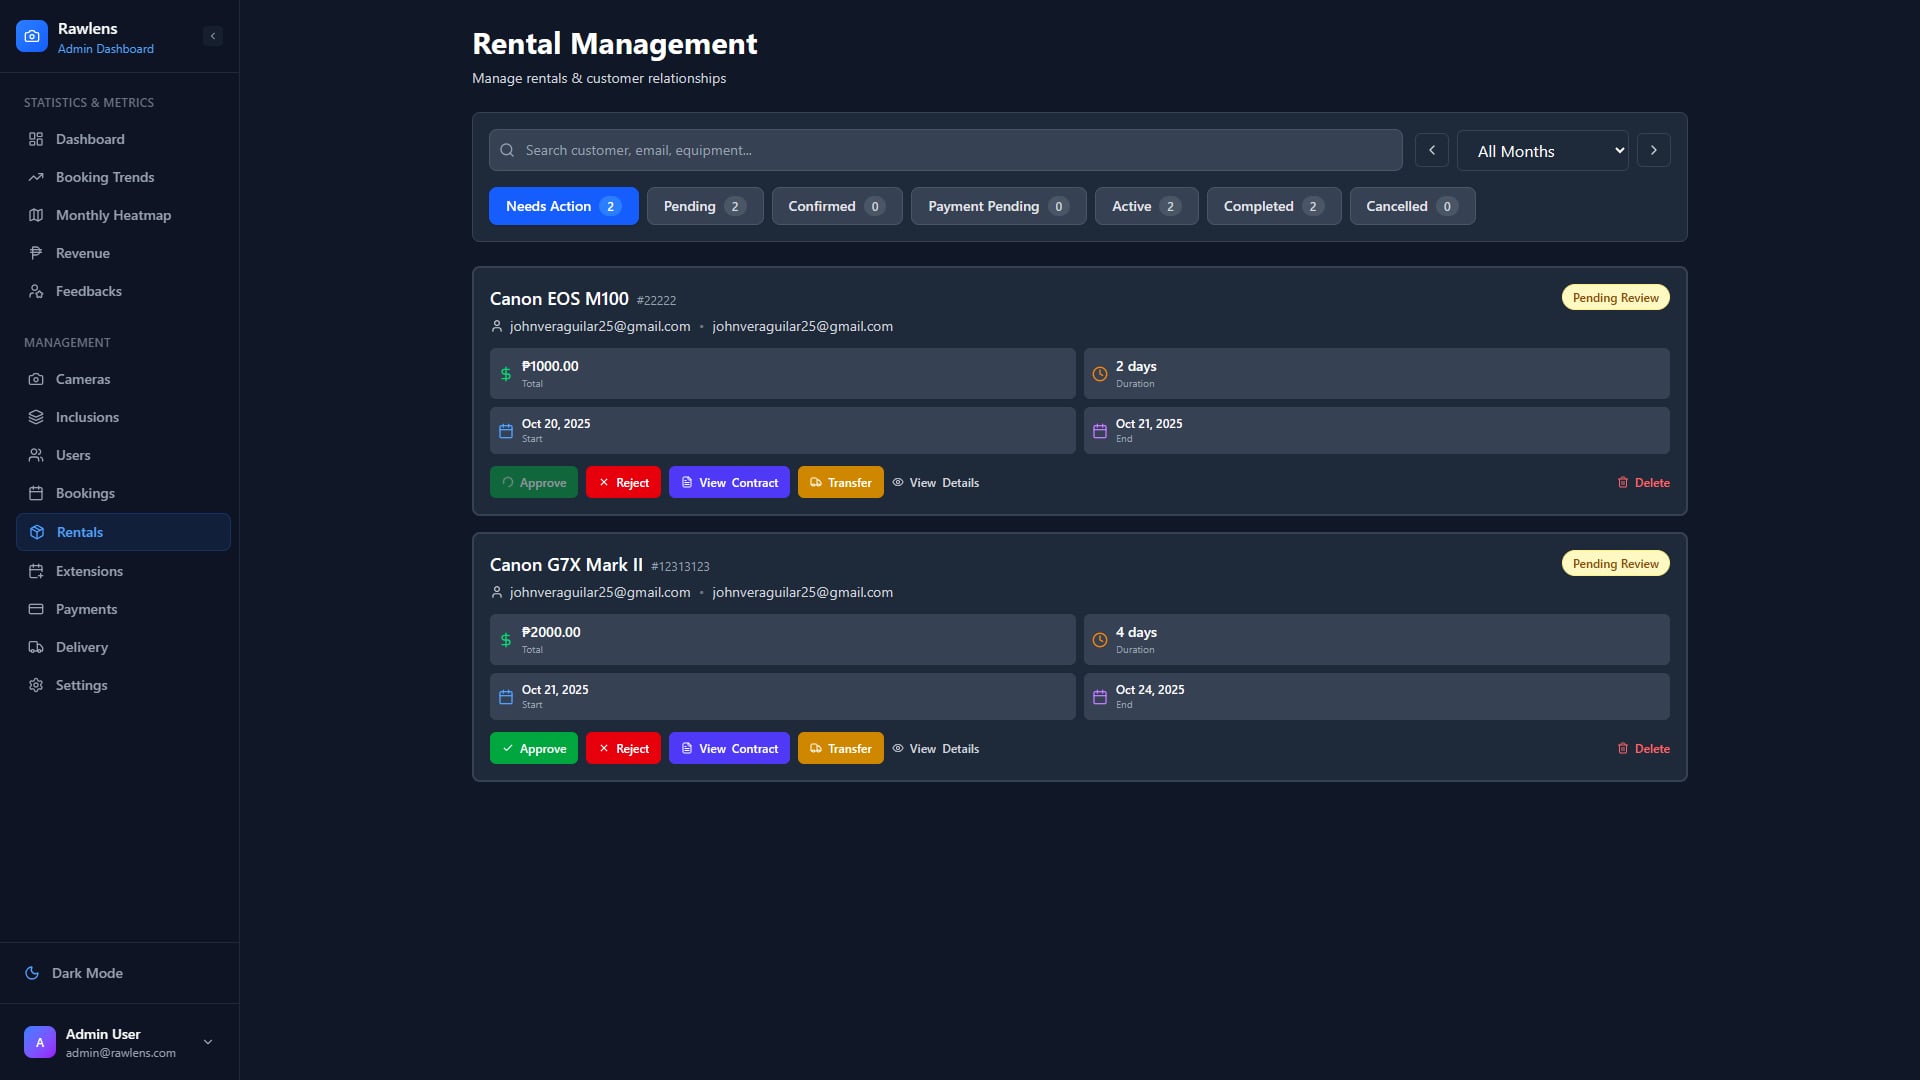 Rawlens
Admin Dashboard
STATISTICS & METRICS
Dashboard
Booking Trends
Monthly Heatmap
Revenue
Feedbacks
MANAGEMENT
Cameras
Inclusions
Users
Bookings
Rentals
Extensions
Payments
Delivery
Settings
Dark Mode
A
Admin User
admin@rawlens.com
Rental Management
Manage rentals & customer relationships
Search customer, email, equipment...
All Months
Needs Action 2 Pending 2 Confirmed 0 Payment Pending 0 Active 2 Completed 2 Cancelled 0
Canon EOS M100 #22222 Pending Review
johnveraguilar25@gmail.com • johnveraguilar25@gmail.com
₱1000.00
Total
2 days
Duration
Oct 20, 2025
Start
Oct 21, 2025
End
Approve Reject View Contract Transfer View Details Delete
Canon G7X Mark II #12313123 Pending Review
johnveraguilar25@gmail.com • johnveraguilar25@gmail.com
₱2000.00
Total
4 days
Duration
Oct 21, 2025
Start
Oct 24, 2025
End
Approve Reject View Contract Transfer View Details Delete